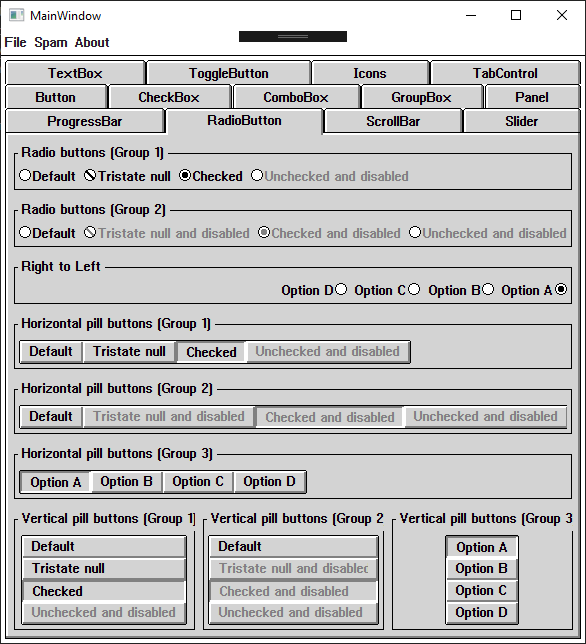 MainWindow
File Spam About
TextBox ToggleButton Icons TabControl
Button CheckBox ComboBox GroupBox Panel
ProgressBar RadioButton ScrollBar Slider
Radio buttons (Group 1)
Default Tristate null Checked Unchecked and disabled
Radio buttons (Group 2)
Default Tristate null and disabled Checked and disabled Unchecked and disabled
Right to Left
Option D Option C Option B Option A
Horizontal pill buttons (Group 1)
Default Tristate null Checked Unchecked and disabled
Horizontal pill buttons (Group 2)
Default Tristate null and disabled Checked and disabled Unchecked and disabled
Horizontal pill buttons (Group 3)
Option A Option B Option C Option D
Vertical pill buttons (Group 1) Vertical pill buttons (Group 2 Vertical pill buttons (Group 3
Default Default Option A
Tristate null Tristate null and disabled Option B
Checked Checked and disabled Option C
Unchecked and disabled Unchecked and disabled Option D